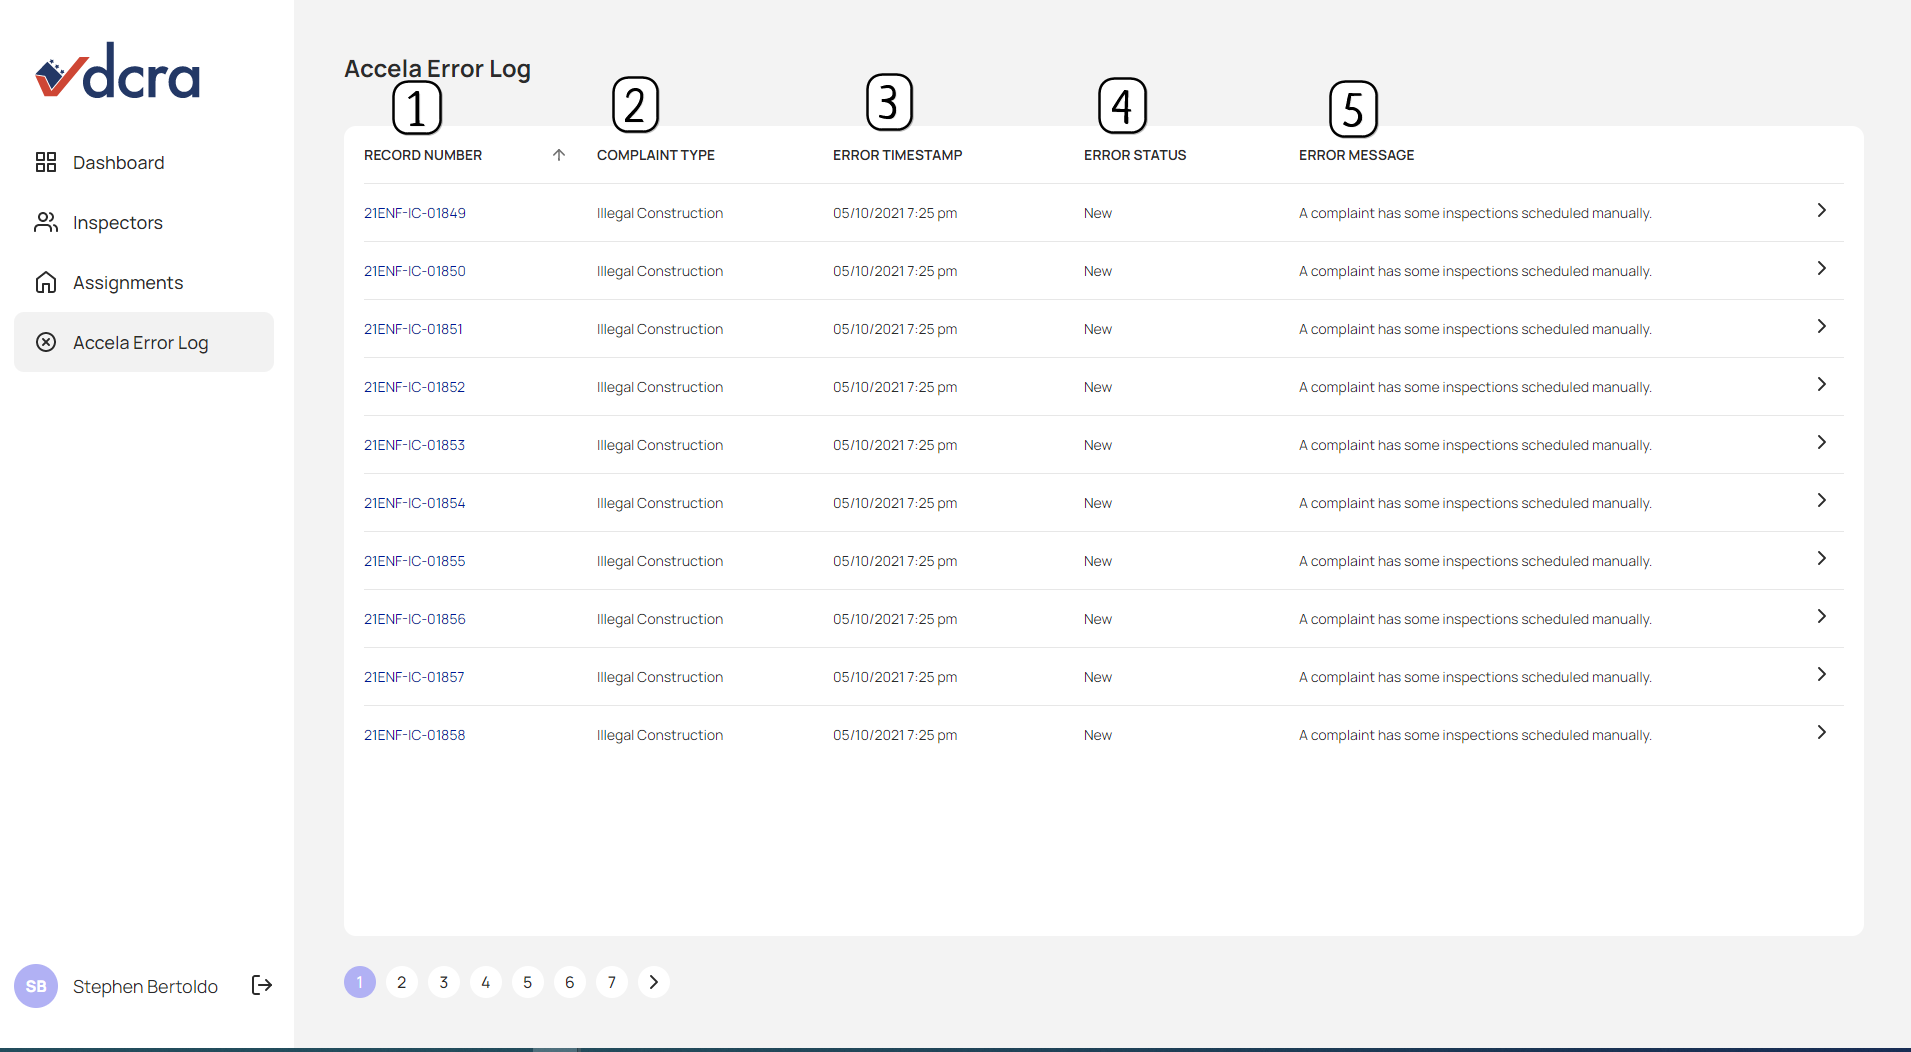 dcra
Dashboard
Inspectors
Assignments
Accela Error Log
SB Stephen Bertoldo
Accela Error Log
1 2 3 4 5
RECORD NUMBER COMPLAINT TYPE ERROR TIMESTAMP ERROR STATUS ERROR MESSAGE
21ENF-IC-01849 Illegal Construction 05/10/2021 7:25 pm New A complaint has some inspections scheduled manually.
21ENF-IC-01850 Illegal Construction 05/10/2021 7:25 pm New A complaint has some inspections scheduled manually.
21ENF-IC-01851 Illegal Construction 05/10/2021 7:25 pm New A complaint has some inspections scheduled manually.
21ENF-IC-01852 Illegal Construction 05/10/2021 7:25 pm New A complaint has some inspections scheduled manually.
21ENF-IC-01853 Illegal Construction 05/10/2021 7:25 pm New A complaint has some inspections scheduled manually.
21ENF-IC-01854 Illegal Construction 05/10/2021 7:25 pm New A complaint has some inspections scheduled manually.
21ENF-IC-01855 Illegal Construction 05/10/2021 7:25 pm New A complaint has some inspections scheduled manually.
21ENF-IC-01856 Illegal Construction 05/10/2021 7:25 pm New A complaint has some inspections scheduled manually.
21ENF-IC-01857 Illegal Construction 05/10/2021 7:25 pm New A complaint has some inspections scheduled manually.
21ENF-IC-01858 Illegal Construction 05/10/2021 7:25 pm New A complaint has some inspections scheduled manually.
1 2 3 4 5 6 7